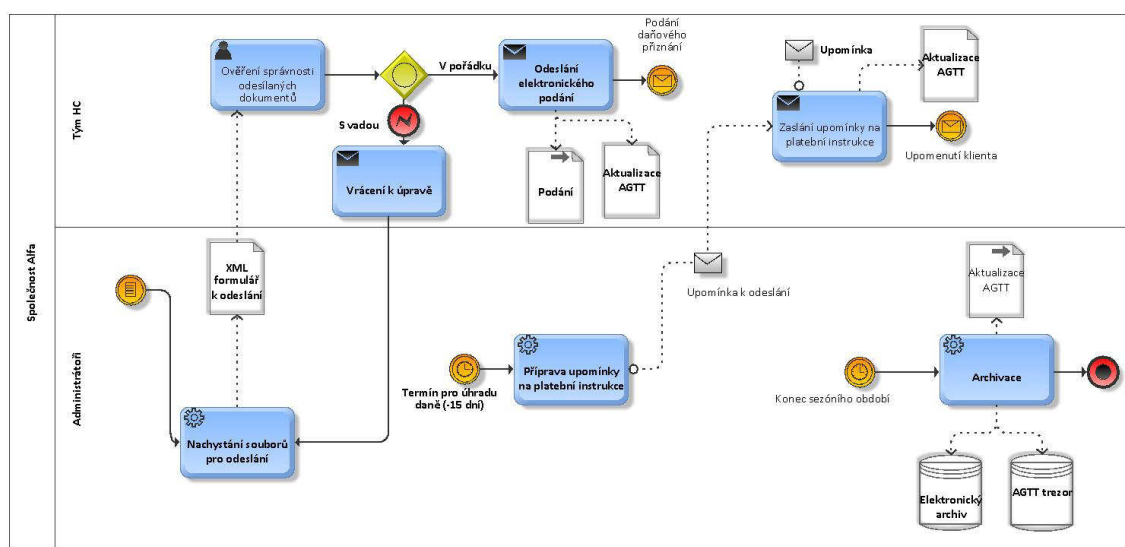 Společnost Alfa
Tým HC
Ověření správnosti
odesílaných
dokumentů
V pořádku
S vadou
Vrácení k úpravě
Odeslání
elektronického
podání
Podání
daňového
přiznání
Podání
Aktualizace
AGTT
Upomínka
Zaslání upomínky na
platební instrukce
Aktualizace
AGTT
Upomenutí klienta
Administrátoři
XML
formulář
k odeslání
Nachystání souborů
pro odeslání
Termín pro úhradu
daně (-15 dní)
Příprava upomínky
na platební instrukce
Upomínka k odeslání
Konec sezóního období
Aktualizace
AGTT
Archivace
Elektronický
archiv
AGTT trezor